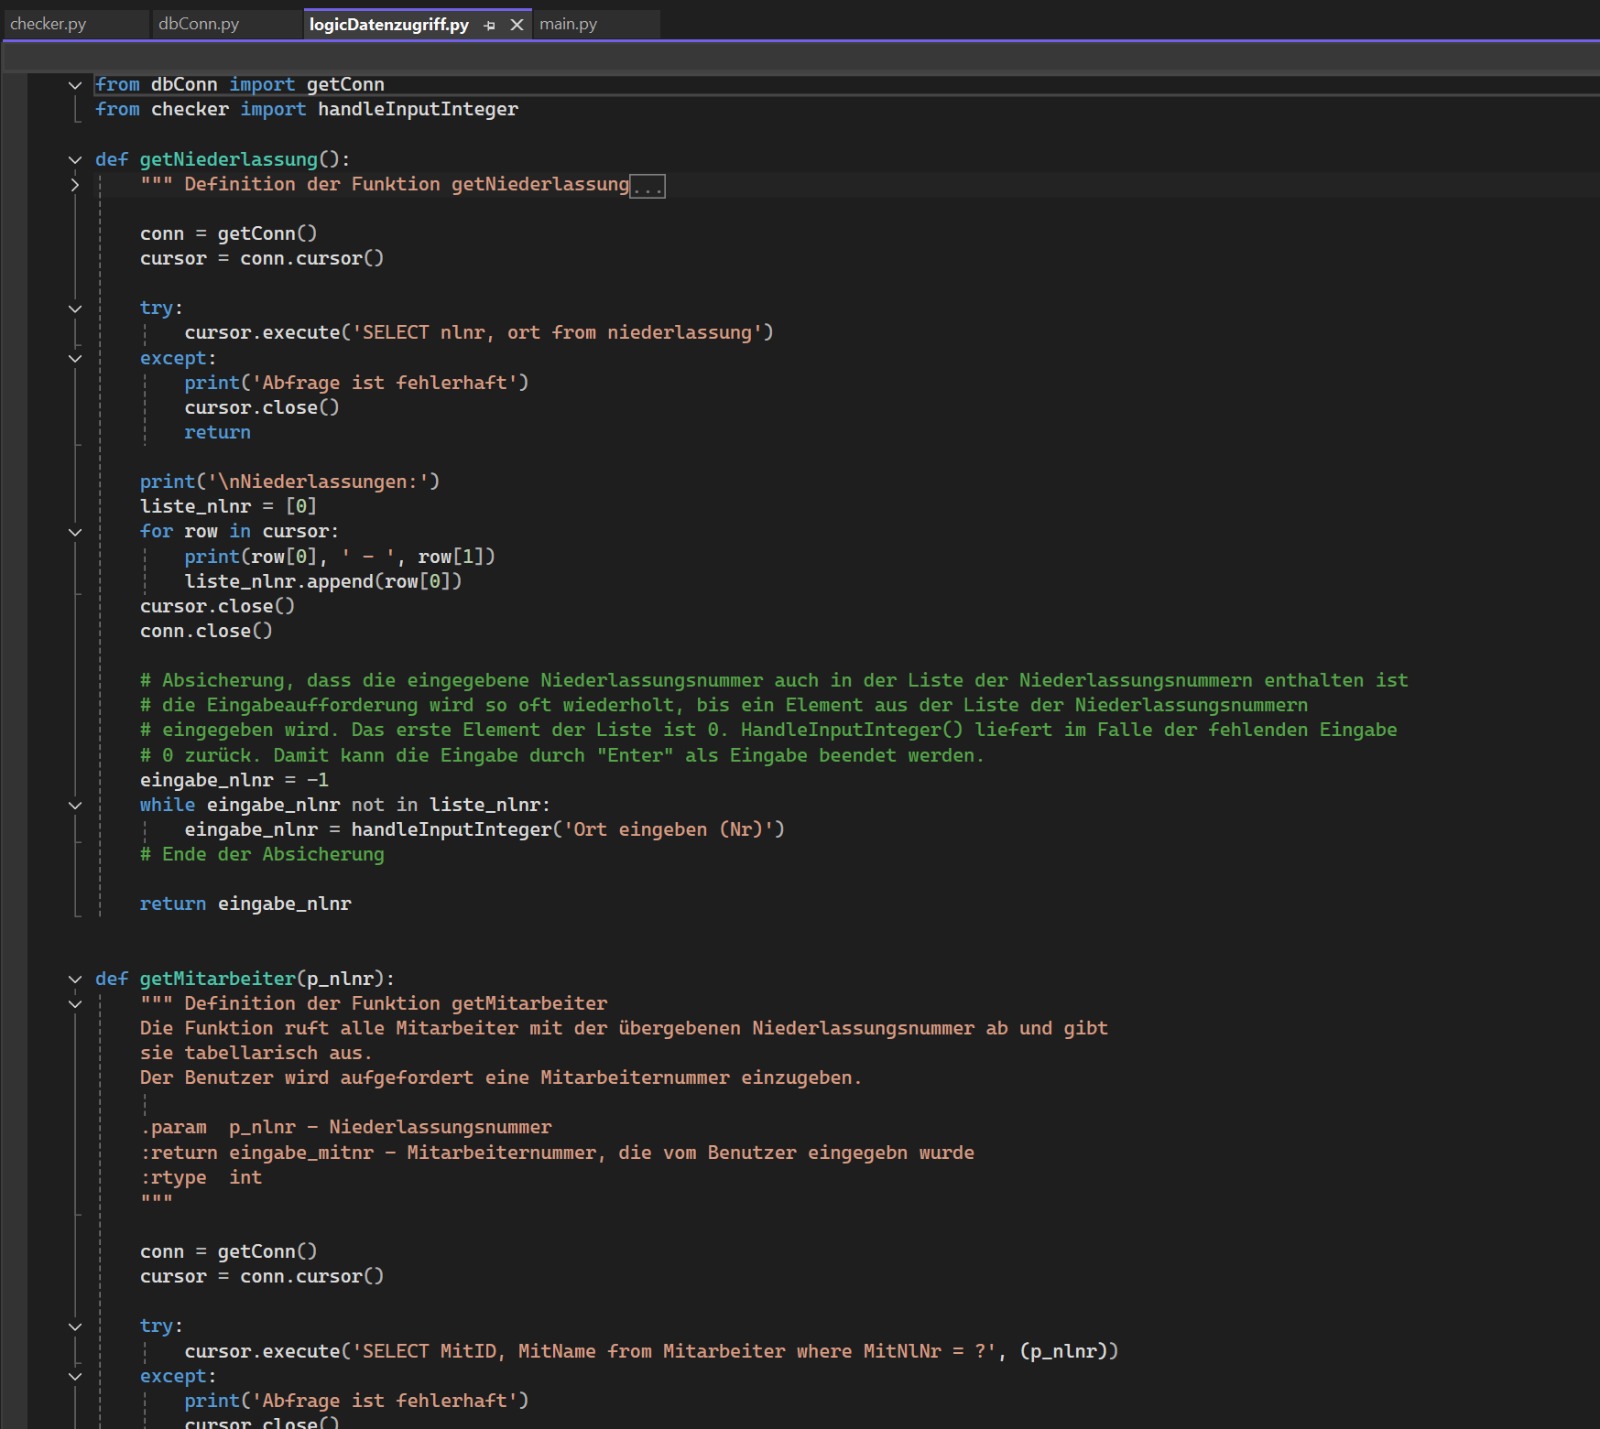 checker.py dbConn.py logicDatenzugriff.py main.py
from dbConn import getConn
from checker import handleInputInteger
def getNiederlassung():
""" Definition der Funktion getNiederlassung...
conn = getConn()
cursor = conn.cursor()
try:
cursor.execute('SELECT nlnr, ort from niederlassung')
except:
print('Abfrage ist fehlerhaft')
cursor.close()
return
print('\nNiederlassungen:')
liste_nlnr = [0]
for row in cursor:
print(row[0], ' - ', row[1])
liste_nlnr.append(row[0])
cursor.close()
conn.close()
# Absicherung, dass die eingegebene Niederlassungsnummer auch in der Liste der Niederlassungsnummern enthalten ist
# die Eingabeaufforderung wird so oft wiederholt, bis ein Element aus der Liste der Niederlassungsnummern
# eingegeben wird. Das erste Element der Liste ist 0. HandleInputInteger() liefert im Falle der fehlenden Eingabe
# 0 zurück. Damit kann die Eingabe durch "Enter" als Eingabe beendet werden.
eingabe_nlnr = -1
while eingabe_nlnr not in liste_nlnr:
eingabe_nlnr = handleInputInteger('Ort eingeben (Nr)')
# Ende der Absicherung
return eingabe_nlnr
def getMitarbeiter(p_nlnr):
""" Definition der Funktion getMitarbeiter
Die Funktion ruft alle Mitarbeiter mit der übergebenen Niederlassungsnummer ab und gibt
sie tabellarisch aus.
Der Benutzer wird aufgefordert eine Mitarbeiternummer einzugeben.
.param  p_nlnr - Niederlassungsnummer
:return eingabe_mitnr - Mitarbeiternummer, die vom Benutzer eingegebn wurde
:rtype  int
"""
conn = getConn()
cursor = conn.cursor()
try:
cursor.execute('SELECT MitID, MitName from Mitarbeiter where MitNlNr = ?', (p_nlnr))
except:
print('Abfrage ist fehlerhaft')
cursor.close()